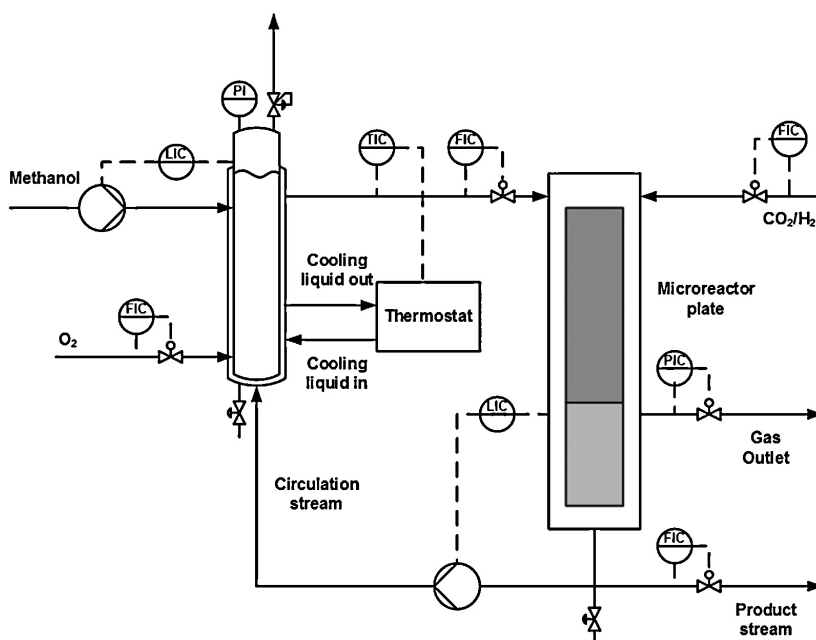 PI
TIC
FIC
FIC
LIC
Methanol
CO₂/H₂
Cooling
liquid out
Thermostat
Microreactor
plate
FIC
O₂
Cooling
liquid in
PIC
LIC
Gas
Outlet
Circulation
stream
FIC
Product
stream